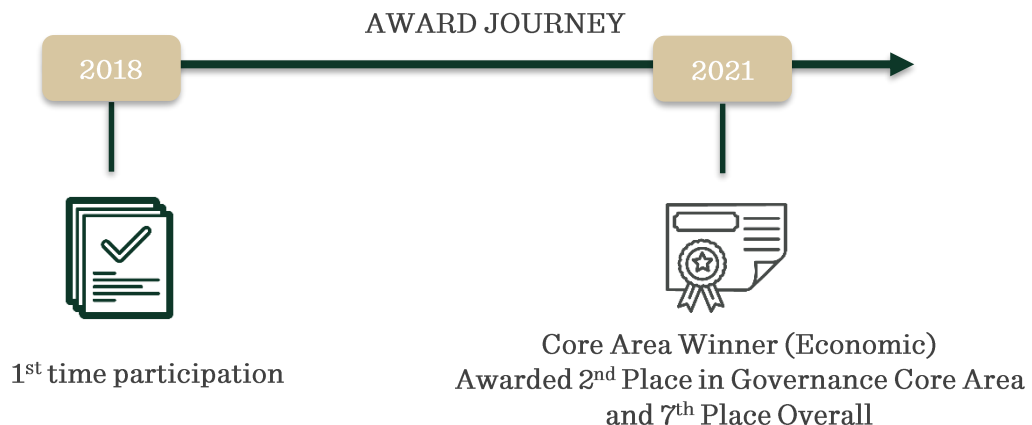 AWARD JOURNEY
2018
2021
1st time participation
Core Area Winner (Economic)
Awarded 2nd Place in Governance Core Area
and 7th Place Overall